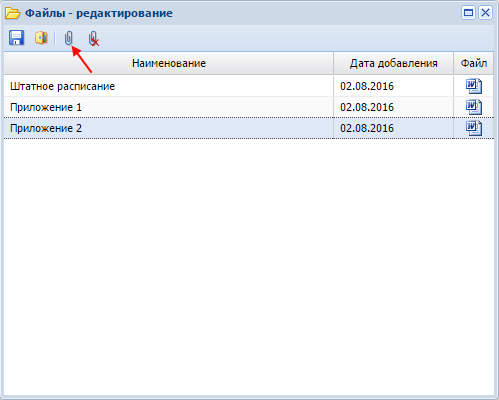 Файлы - редактирование
Наименование Дата добавления Файл
Штатное расписание 02.08.2016
Приложение 1 02.08.2016
Приложение 2 02.08.2016